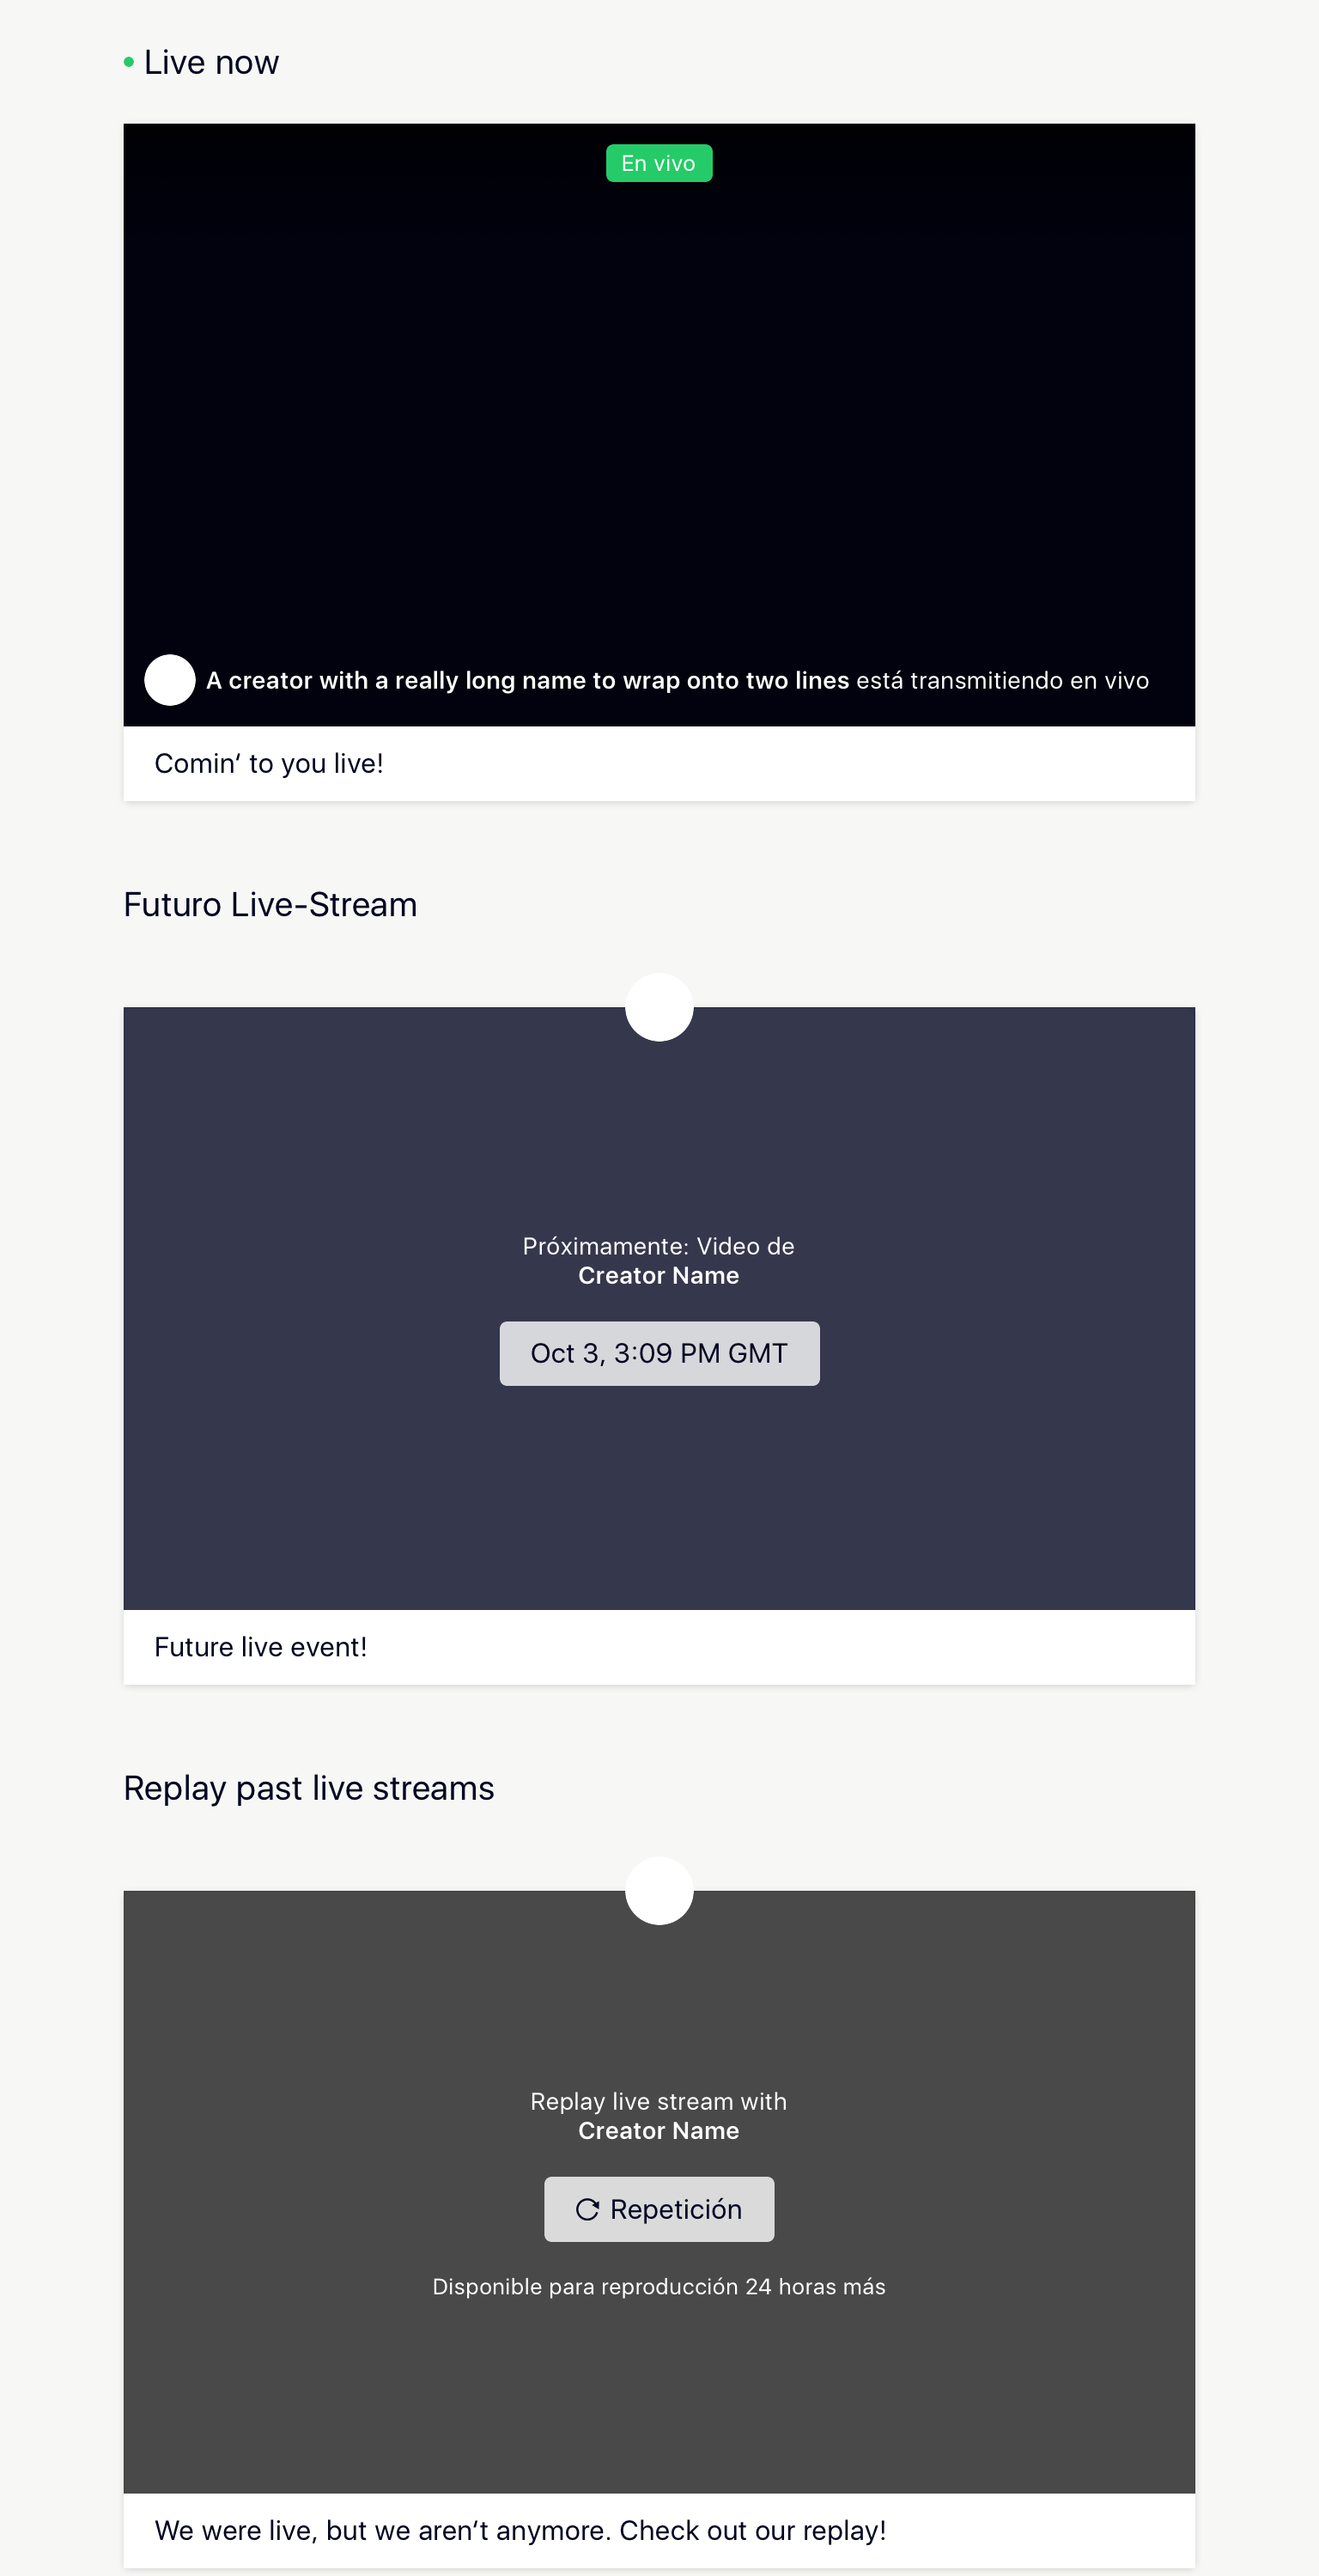 Live now
En vivo
A creator with a really long name to wrap onto two lines está transmitiendo en vivo
Comin‘ to you live!
Futuro Live-Stream
Próximamente: Video de
Creator Name
Oct 3, 3:09 PM GMT
Future live event!
Replay past live streams
Replay live stream with
Creator Name
Repetición
Disponible para reproducción 24 horas más
We were live, but we aren‘t anymore. Check out our replay!